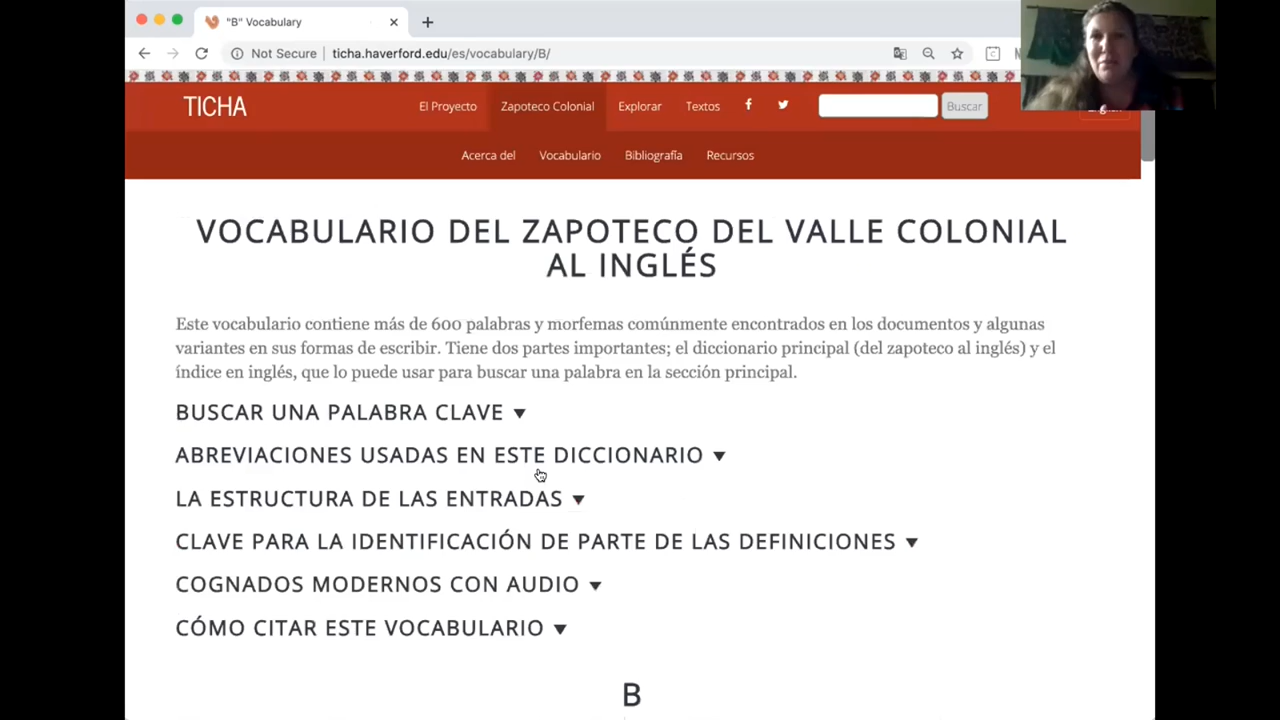 "B" Vocabulary
Not Secure | ticha.haverford.edu/es/vocabulary/B/
TICHA
El Proyecto
Zapoteco Colonial
Explorar
Textos
Buscar
English
Acerca del
Vocabulario
Bibliografía
Recursos
VOCABULARIO DEL ZAPOTECO DEL VALLE COLONIAL
AL INGLÉS
Este vocabulario contiene más de 600 palabras y morfemas comúnmente encontrados en los documentos y algunas
variantes en sus formas de escribir. Tiene dos partes importantes; el diccionario principal (del zapoteco al inglés) y el
índice en inglés, que lo puede usar para buscar una palabra en la sección principal.
BUSCAR UNA PALABRA CLAVE
ABREVIACIONES USADAS EN ESTE DICCIONARIO
LA ESTRUCTURA DE LAS ENTRADAS
CLAVE PARA LA IDENTIFICACIÓN DE PARTE DE LAS DEFINICIONES
COGNADOS MODERNOS CON AUDIO
CÓMO CITAR ESTE VOCABULARIO
B